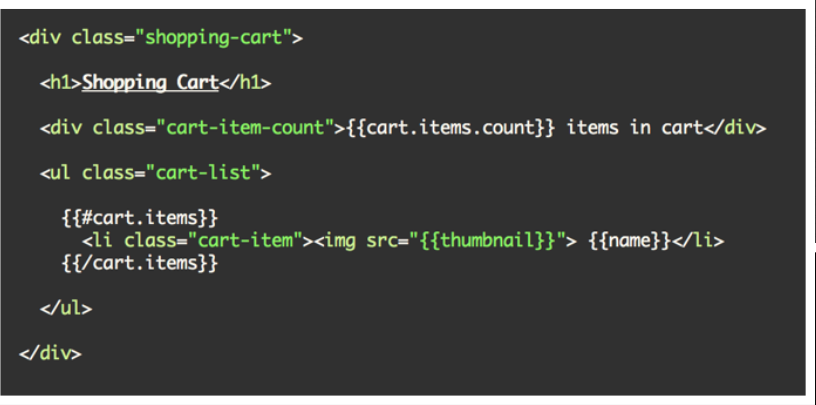 <div class="shopping-cart">
<h1>Shopping Cart</h1>
<div class="cart-item-count">{{cart.items.count}} items in cart</div>
<ul class="cart-list">
{{#cart.items}}
<li class="cart-item"><img src="{{thumbnail}}"> {{name}}</li>
{{/cart.items}}
</ul>
</div>